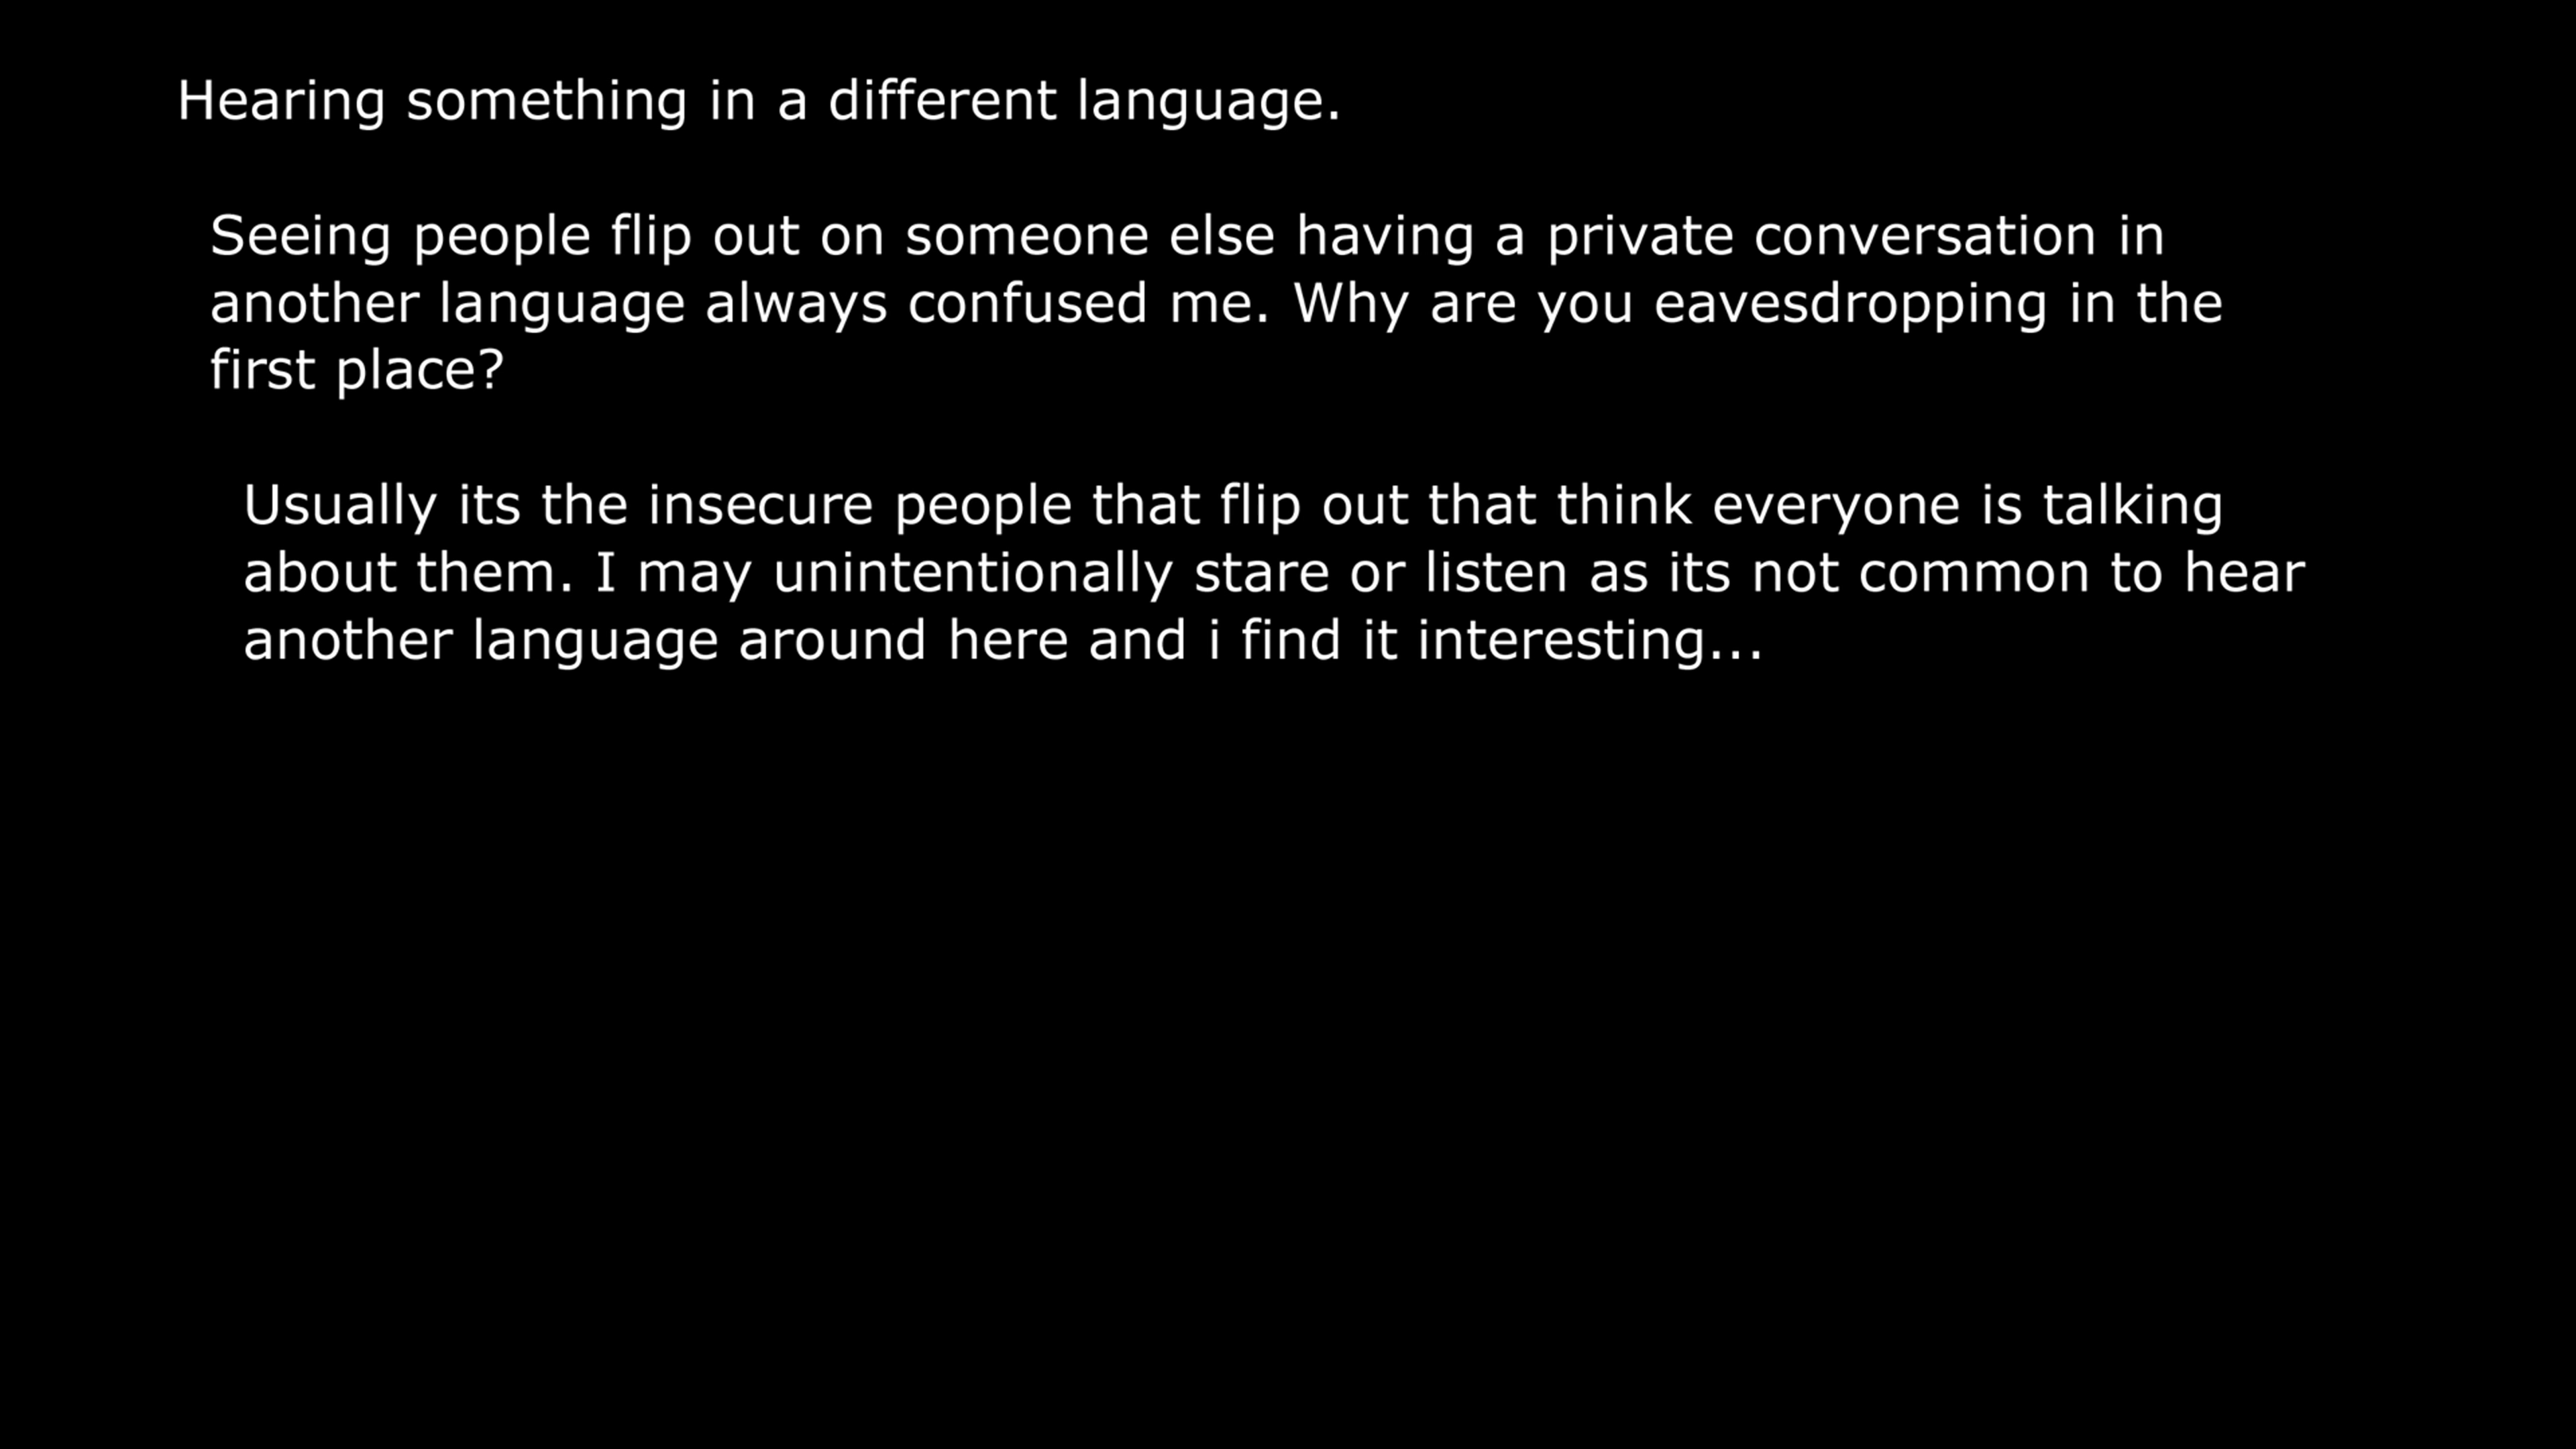 Hearing something in a different language.
Seeing people flip out on someone else having a private conversation in
another language always confused me. Why are you eavesdropping in the
first place?
Usually its the insecure people that flip out that think everyone is talking
about them. I may unintentionally stare or listen as its not common to hear
another language around here and i find it interesting...